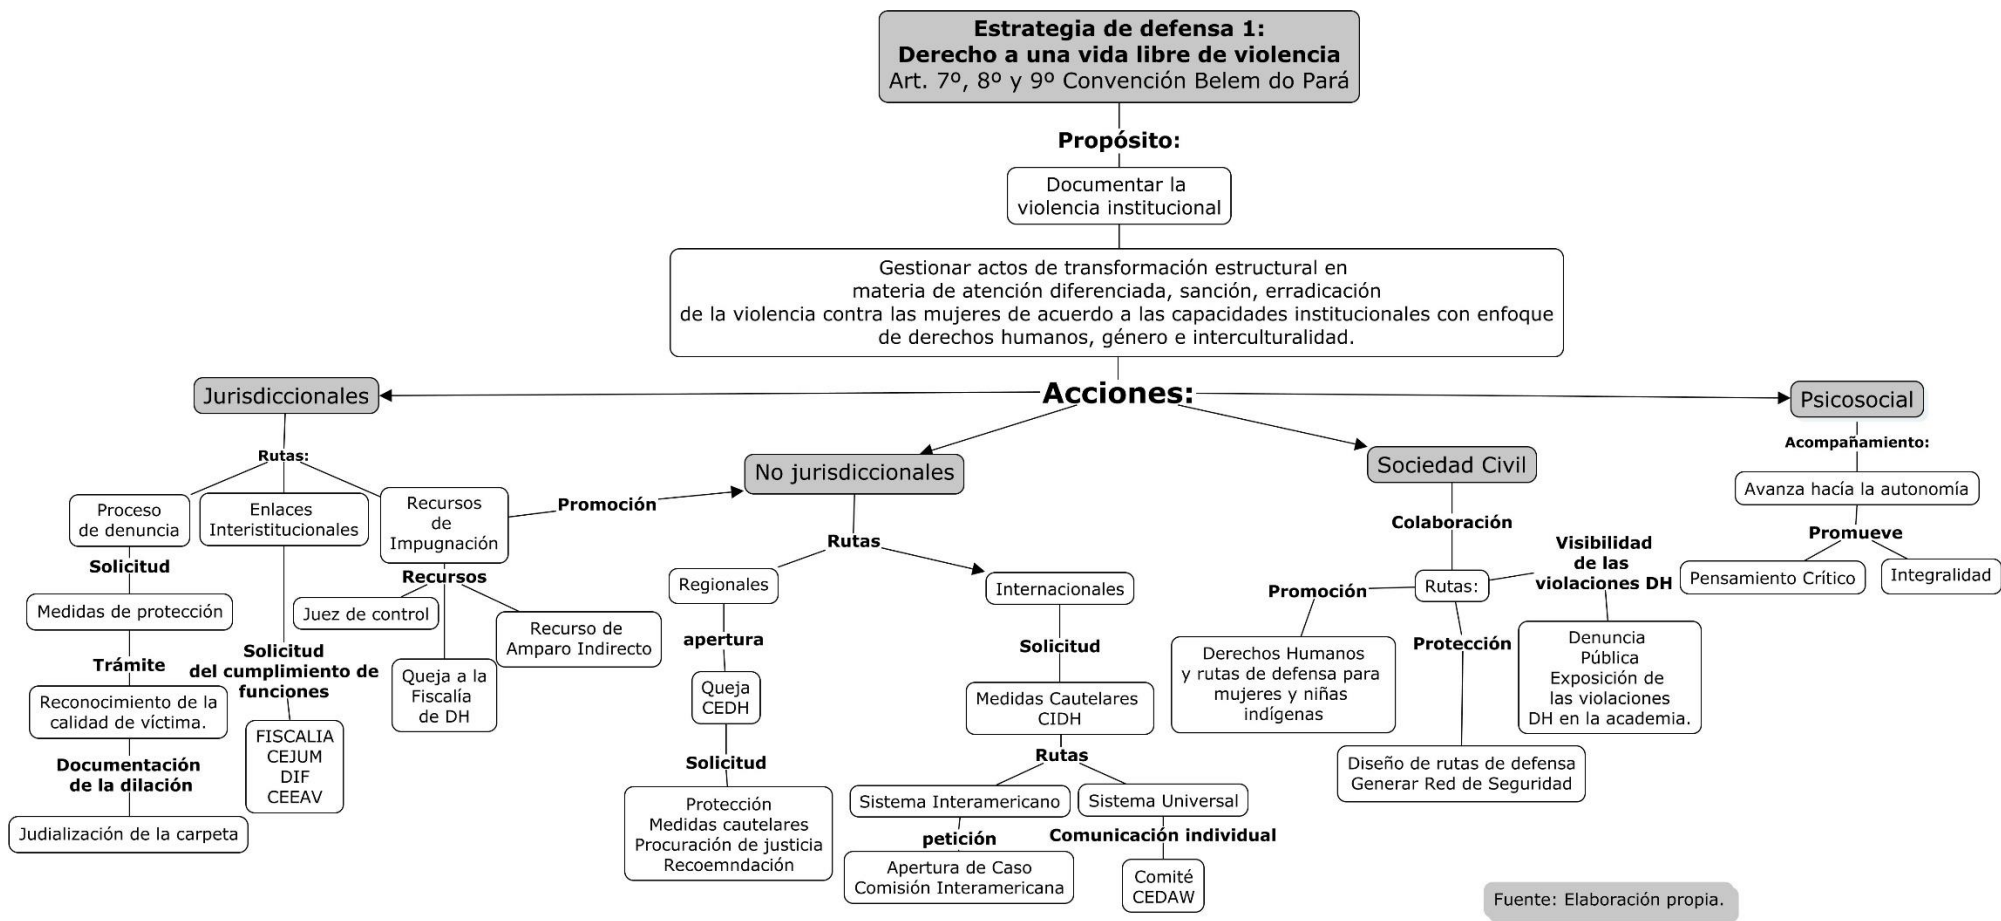 Estrategia de defensa 1:
Derecho a una vida libre de violencia
Art. 7º, 8º y 9º Convención Belem do Pará
Propósito:
Documentar la
violencia institucional
Gestionar actos de transformación estructural en
materia de atención diferenciada, sanción, erradicación
de la violencia contra las mujeres de acuerdo a las capacidades institucionales con enfoque
de derechos humanos, género e interculturalidad.
Acciones:
Jurisdiccionales
Rutas:
Proceso
de denuncia
Solicitud
Medidas de protección
Trámite
Reconocimiento de la
calidad de víctima.
Documentación
de la dilación
Judialización de la carpeta
Enlaces
Interistitucionales
Solicitud
del cumplimiento de
funciones
FISCALIA
CEJUM
DIF
CEEAV
Recursos
de
Impugnación
Recursos
Juez de control
Queja a la
Fiscalía
de DH
Recurso de
Amparo Indirecto
Promoción
No jurisdiccionales
Rutas
Regionales
apertura
Queja
CEDH
Solicitud
Protección
Medidas cautelares
Procuración de justicia
Recoemndación
Internacionales
Solicitud
Medidas Cautelares
CIDH
Rutas
Sistema Interamericano
petición
Apertura de Caso
Comisión Interamericana
Sistema Universal
Comunicación individual
Comité
CEDAW
Sociedad Civil
Colaboración
Rutas:
Promoción
Derechos Humanos
y rutas de defensa para
mujeres y niñas
indígenas
Protección
Diseño de rutas de defensa
Generar Red de Seguridad
Visibilidad
de las
violaciones DH
Denuncia
Pública
Exposición de
las violaciones
DH en la academia.
Psicosocial
Acompañamiento:
Avanza hacía la autonomía
Promueve
Pensamiento Crítico
Integralidad
Fuente: Elaboración propia.